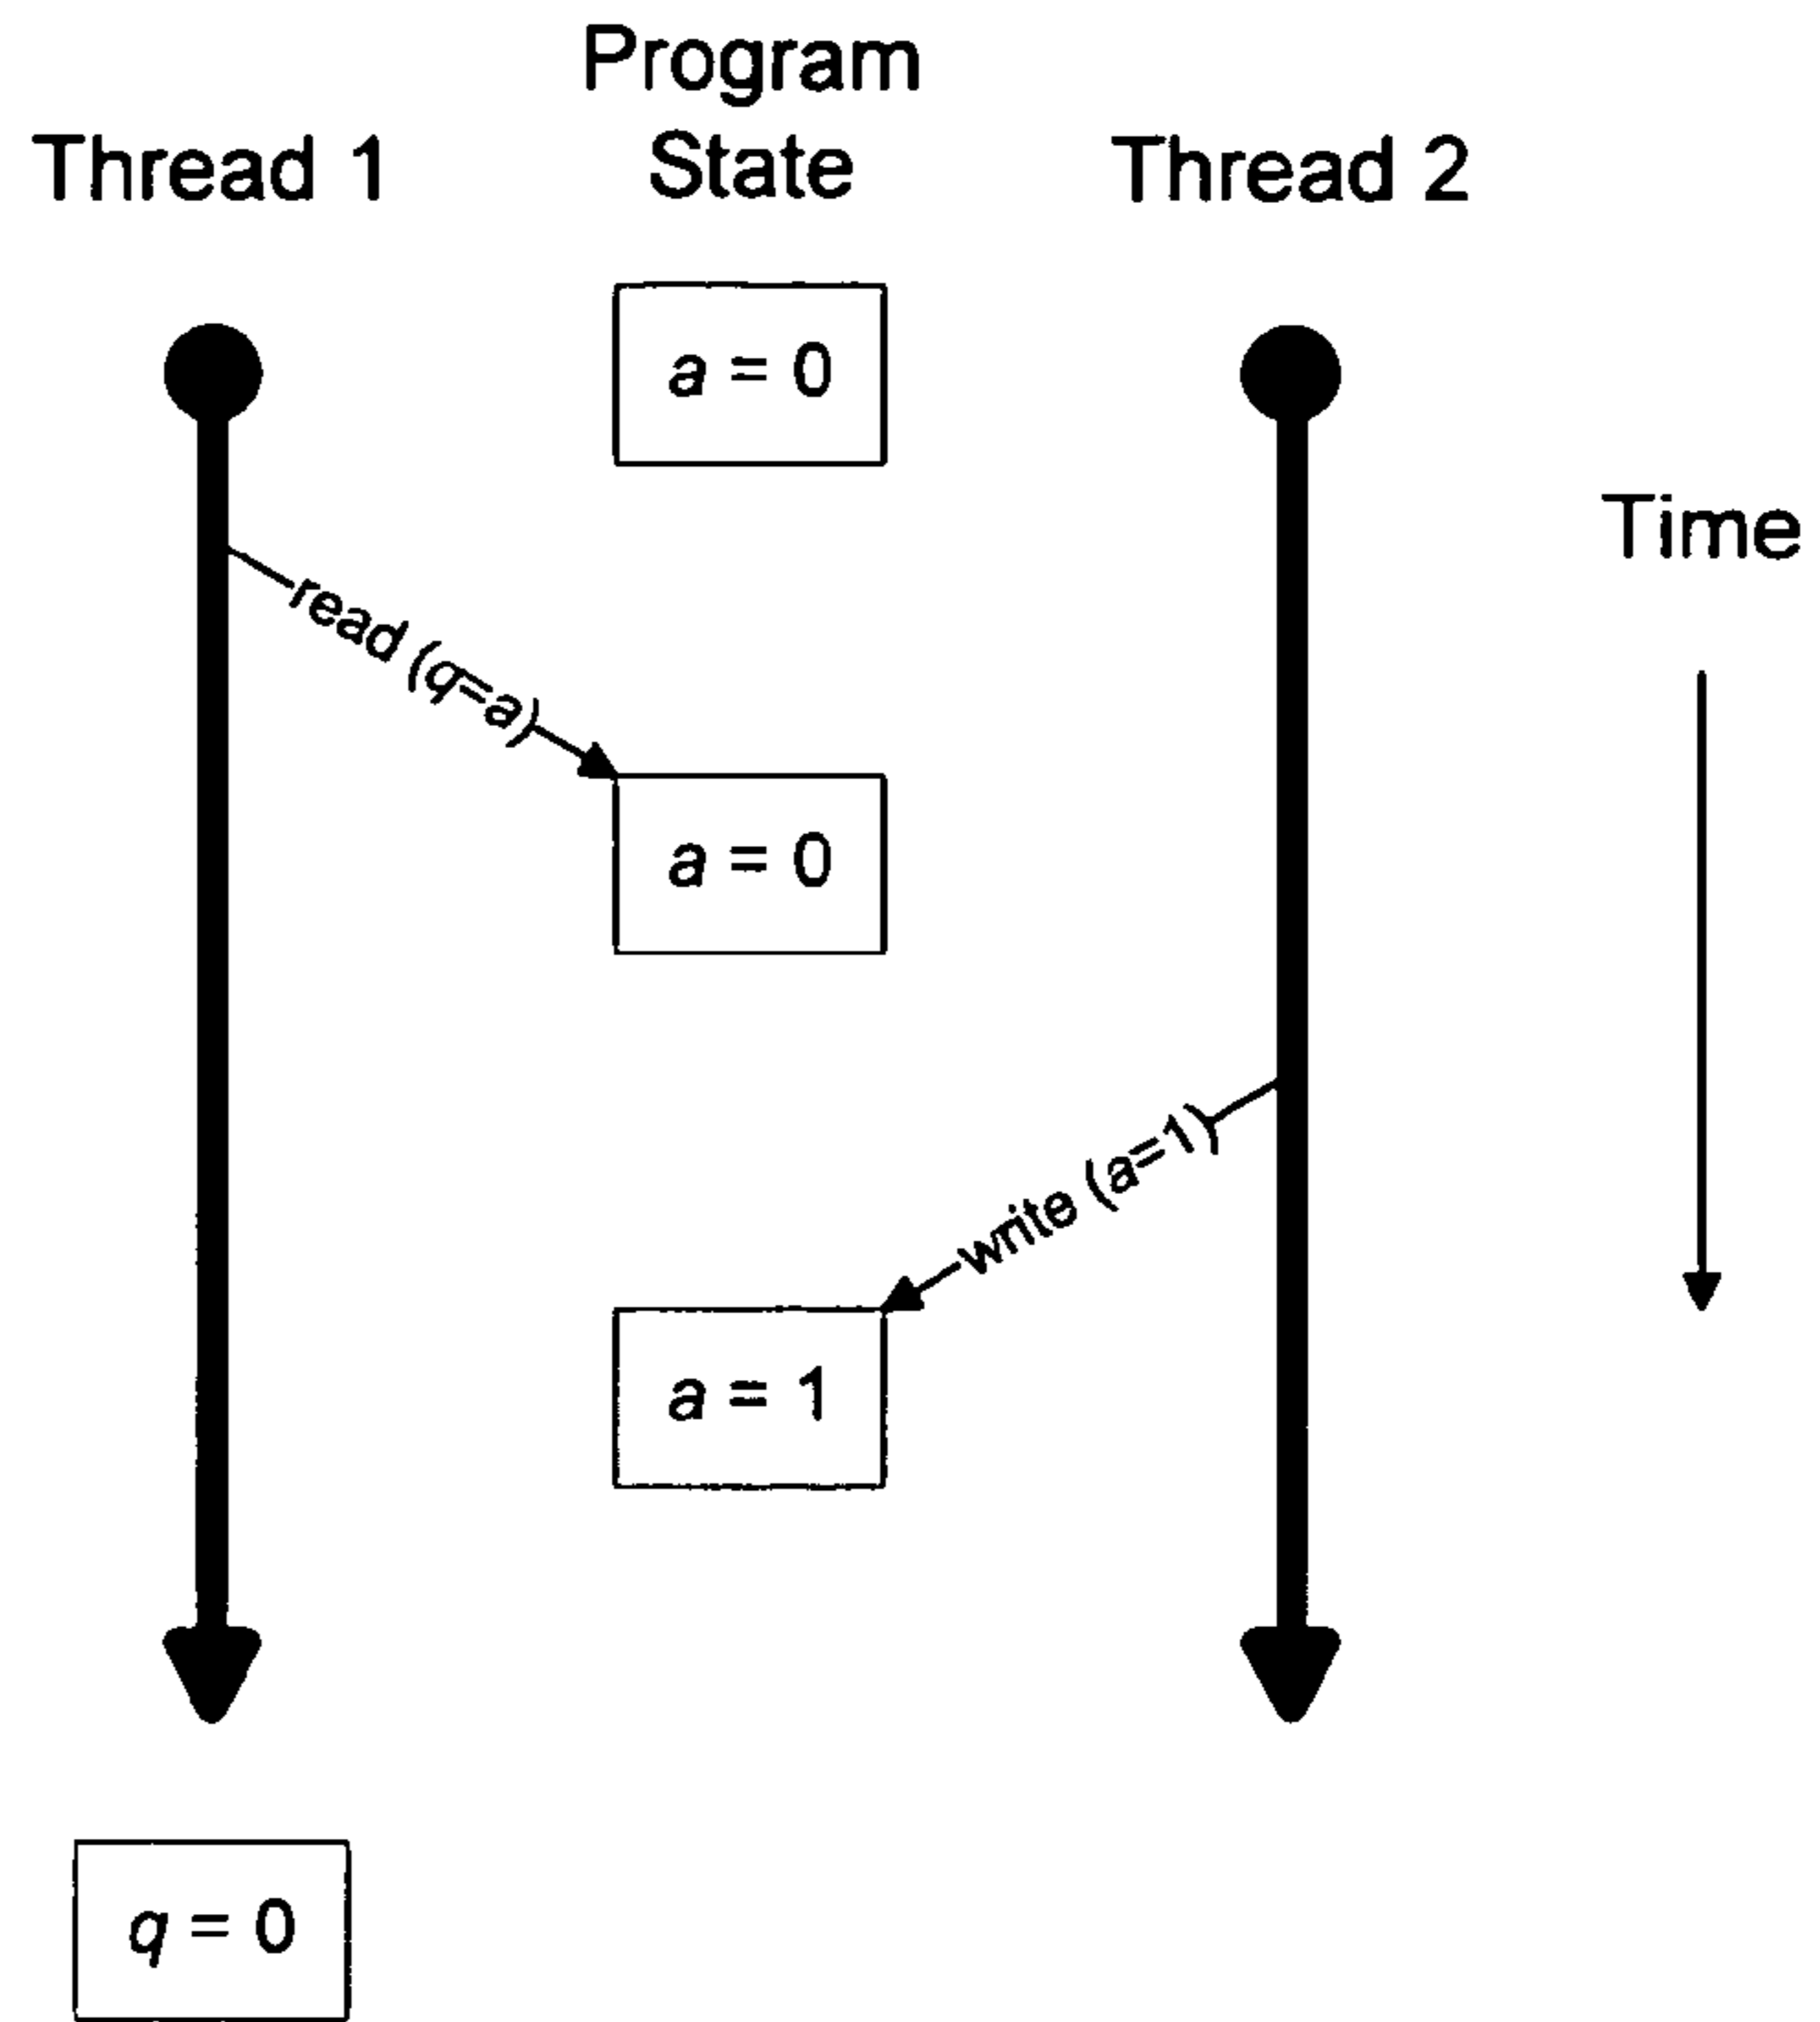 Program
State
Thread 1
Thread 2
a = 0
Time
read (q=a)
a = 0
write (a=1)
a = 1
q = 0